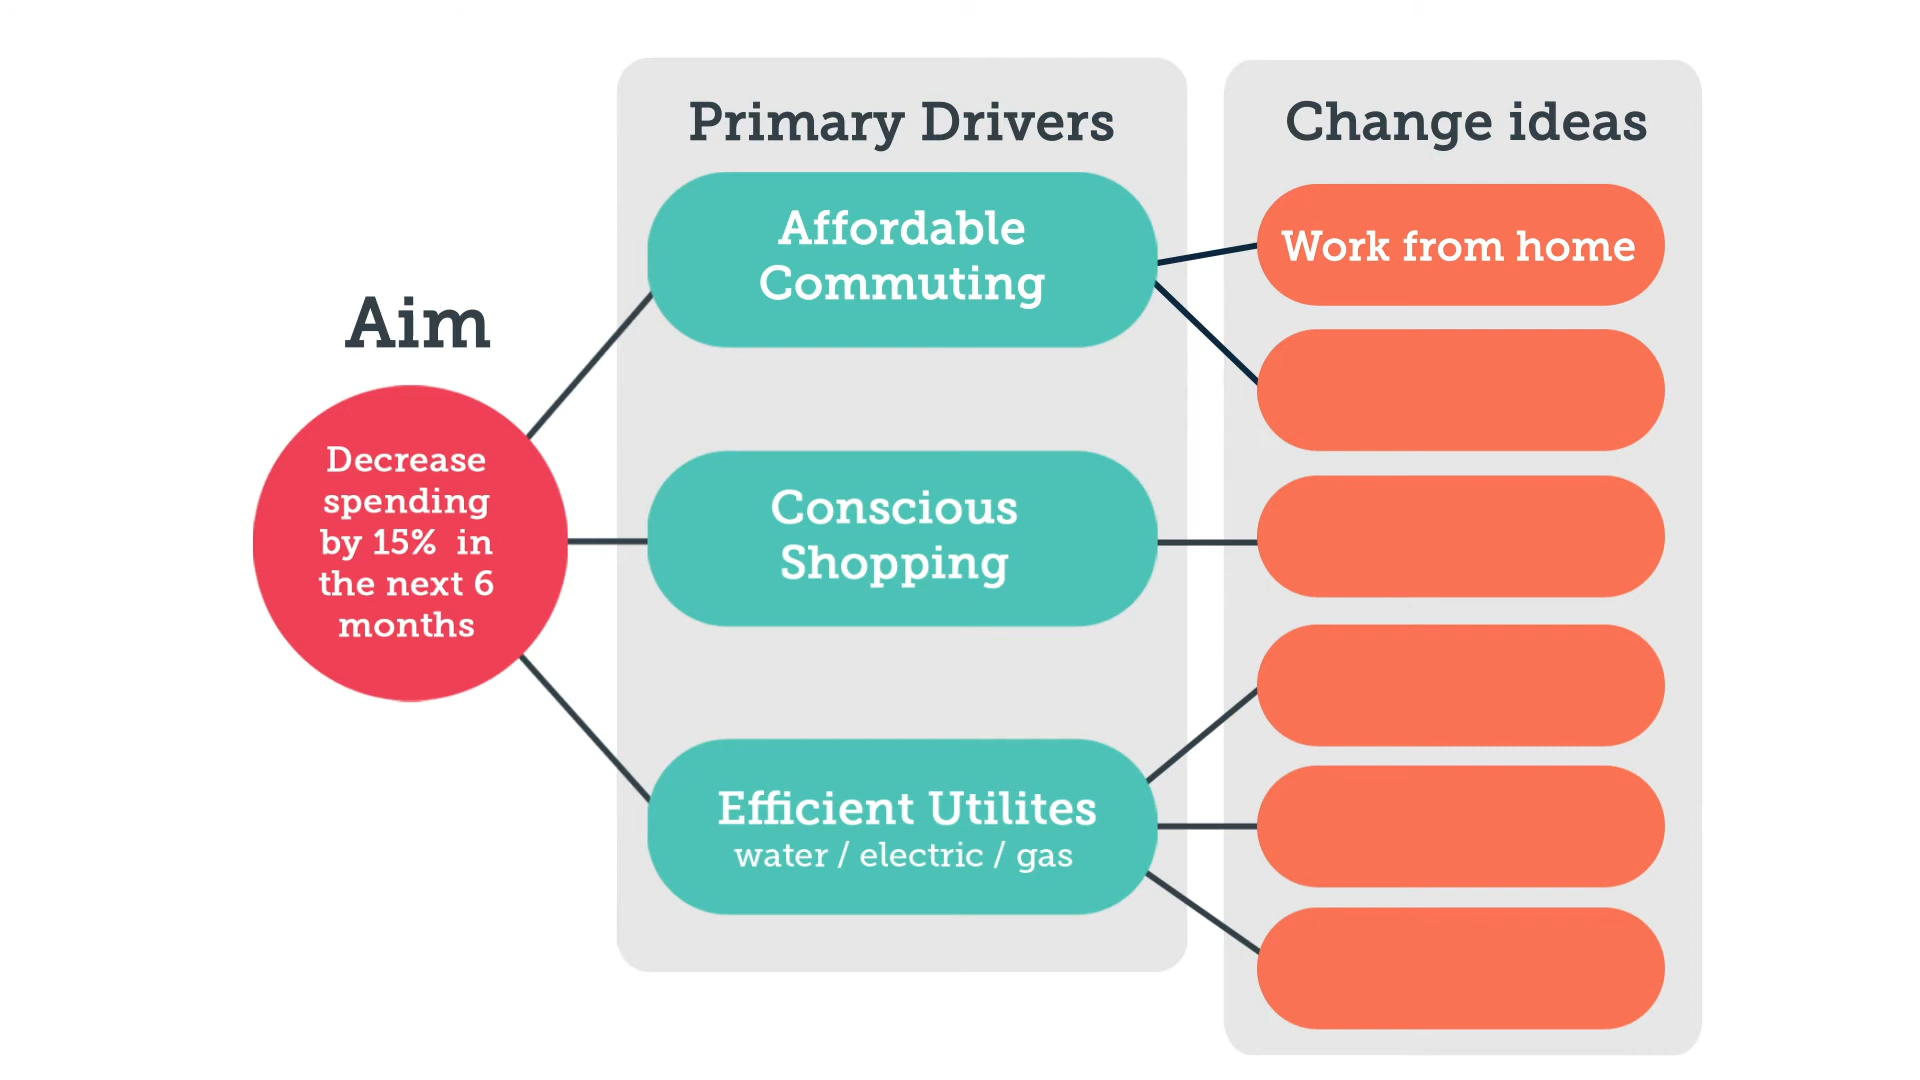 Primary Drivers
Change ideas
Aim
Decrease
spending
by 15% in
the next 6
months
Affordable
Commuting
Conscious
Shopping
Efficient Utilites
water / electric / gas
Work from home